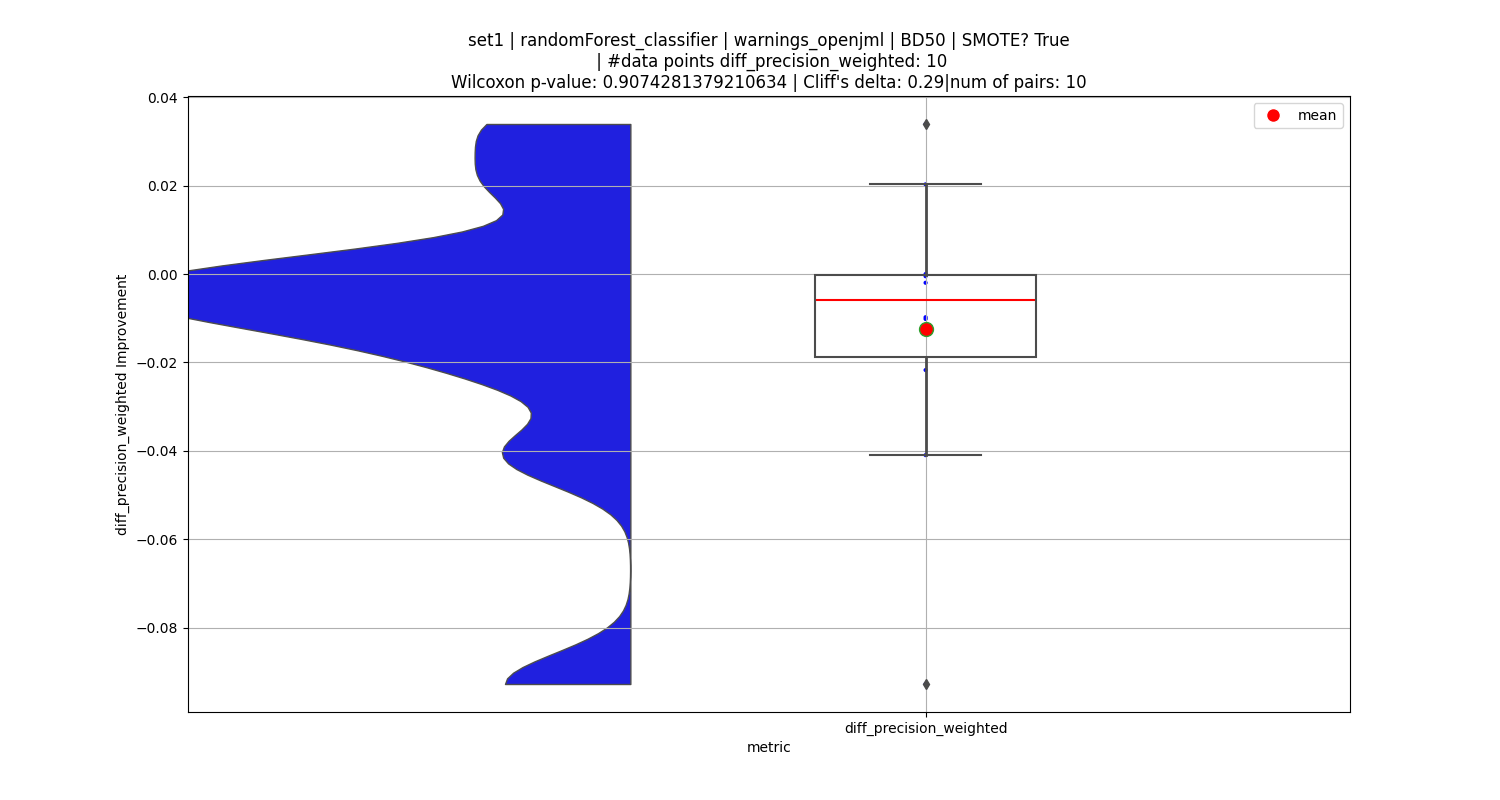 set1 | randomForest_classifier | warnings_openjml | BD50 | SMOTE? True
| #data points diff_precision_weighted: 10
Wilcoxon p-value: 0.9074281379210634 | Cliff's delta: 0.29|num of pairs: 10
mean
0.04
0.02
0.00
−0.02
−0.04
−0.06
−0.08
diff_precision_weighted Improvement
diff_precision_weighted
metric